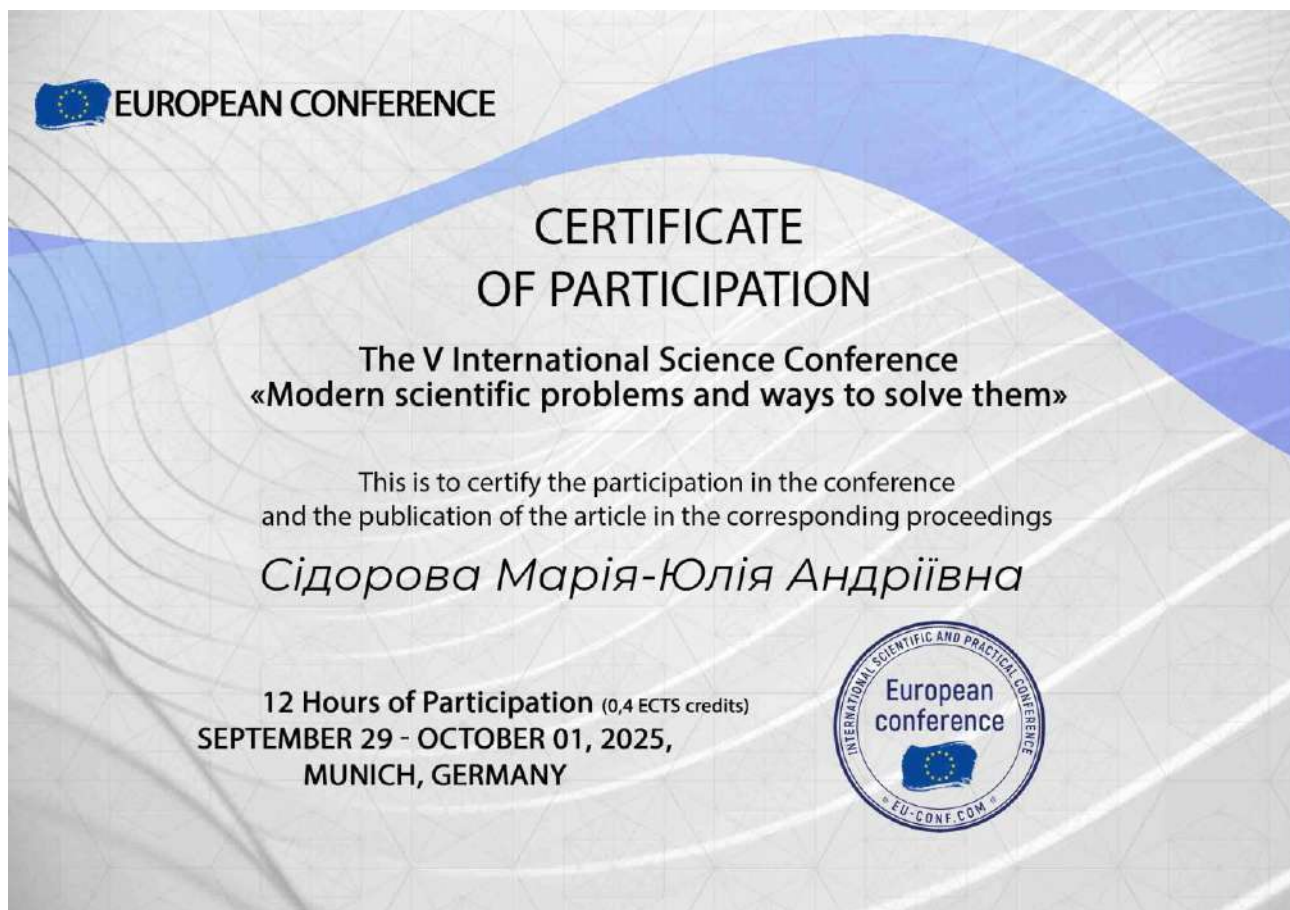 EUROPEAN CONFERENCE
CERTIFICATE
OF PARTICIPATION
The V International Science Conference
«Modern scientific problems and ways to solve them»
This is to certify the participation in the conference
and the publication of the article in the corresponding proceedings
Сідорова Марія-Юлія Андріївна
12 Hours of Participation (0,4 ECTS credits)
SEPTEMBER 29 - OCTOBER 01, 2025,
MUNICH, GERMANY
INTERNATIONAL SCIENTIFIC AND PRACTICAL CONFERENCE
European
conference
EU-CONF.COM